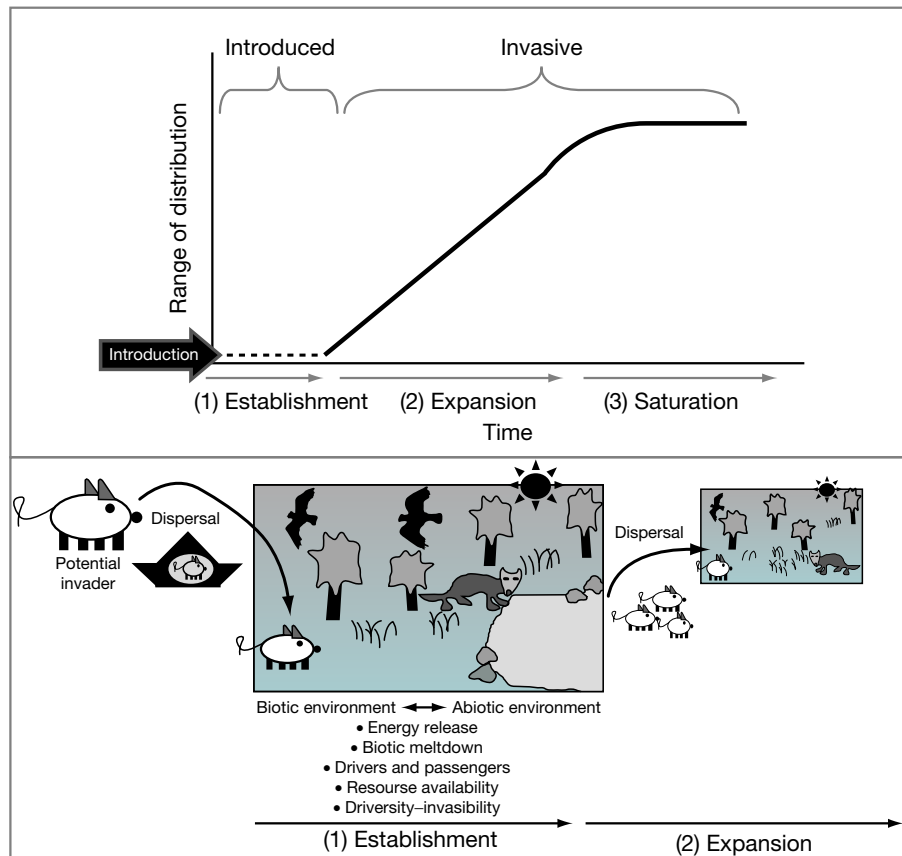 Introduced
Invasive
Range of distribution
Introduction
(1) Establishment
(2) Expansion
(3) Saturation
Time
Potential
invader
Dispersal
Dispersal
Biotic environment
Abiotic environment
• Energy release
• Biotic meltdown
• Drivers and passengers
• Resourse availability
• Driversity–invasibility
(1) Establishment
(2) Expansion